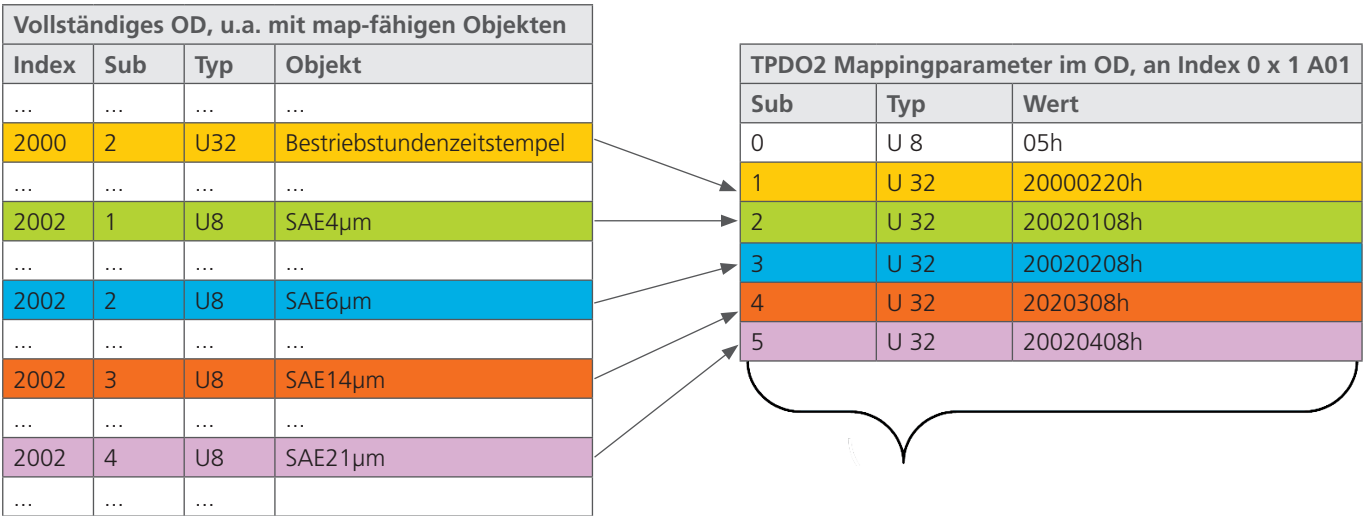 Vollständiges OD, u.a. mit map-fähigen Objekten
Index Sub Typ Objekt
... ... ... ...
2000 2 U32 Bestriebstundenzeitstempel
... ... ... ...
2002 1 U8 SAE4µm
... ... ... ...
2002 2 U8 SAE6µm
... ... ... ...
2002 3 U8 SAE14µm
... ... ... ...
2002 4 U8 SAE21µm
... ... ...
TPDO2 Mappingparameter im OD, an Index 0 x 1 A01
Sub Typ Wert
0 U 8 05h
1 U 32 20000220h
2 U 32 20020108h
3 U 32 20020208h
4 U 32 2020308h
5 U 32 20020408h